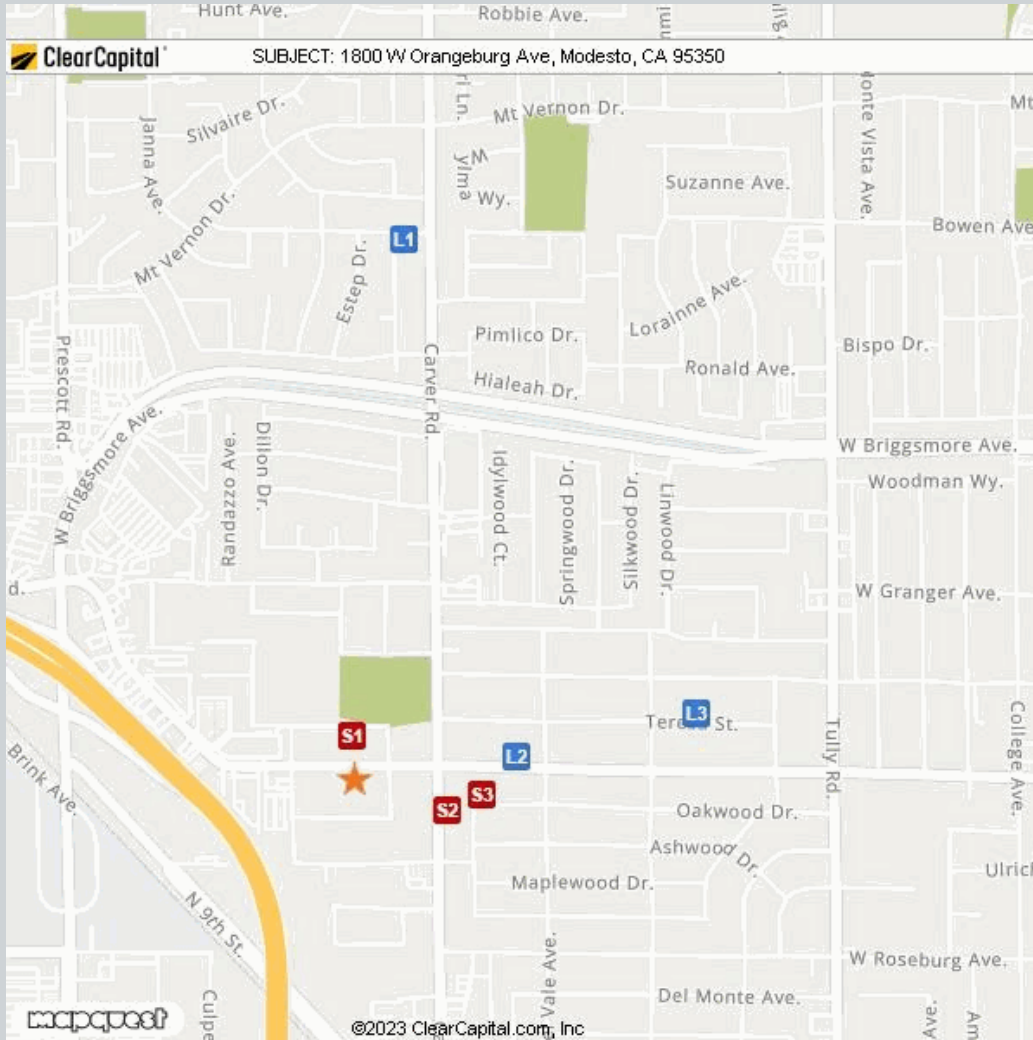 Hunt Ave.
Robbie Ave.
ClearCapital
SUBJECT: 1800 W Orangeburg Ave, Modesto, CA 95350
Mt Vernon Dr.
Silvaire Dr.
Janna Ave.
Suzanne Ave.
Wy.
Bowen Ave
Mt Vernon Dr.
L1
Estep Dr.
Lorainne Ave.
Pimlico Dr.
Bispo Dr.
Prescott Rd.
Carver Rd.
Ronald Ave.
Hialeah Dr.
W Briggsmore Ave.
W Briggsmore Ave.
Woodman Wy.
Randazzo Ave.
Dillon Dr.
Idylwood Ct.
Springwood Dr.
Silkwood Dr.
Linwood Dr.
W Granger Ave.
d.
S1
L3
St.
L2
Tully Rd.
College Ave.
Brink Ave.
S2
S3
Oakwood Dr.
Ashwood Dr.
Maplewood Dr.
N 9th St.
Vale Ave.
W Roseburg Ave.
Del Monte Ave.
Ave.
mapquest
©2023 ClearCapital.com, Inc